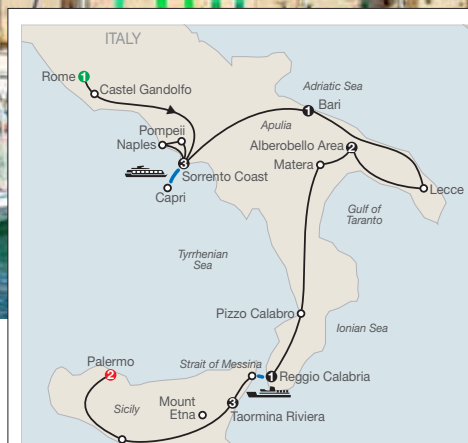 ITALY
Rome 1
Castel Gandolfo
Adriatic Sea
1 Bari
Pompeii
Apulia
Naples
Alberobello Area 2
Matera
3
Sorrento Coast
Capri
Lecce
Gulf of
Taranto
Tyrrhenian
Sea
Pizzo Calabro
Ionian Sea
Palermo
2
Strait of Messina
1 Reggio Calabria
Sicily
Mount
Etna
3
Taormina Riviera